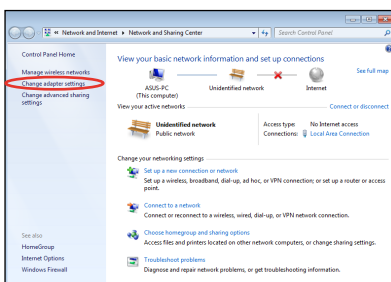 « Network and Internet ▸ Network and Sharing Center
Search Control Panel
Control Panel Home
Manage wireless networks
Change adapter settings
Change advanced sharing
settings
View your basic network information and set up connections
See full map
ASUS-PC
(This computer)
Unidentified network
Internet
View your active networks
Connect or disconnect
Unidentified network
Public network
Access type: No Internet access
Connections: Local Area Connection
Change your networking settings
Set up a new connection or network
Set up a wireless, broadband, dial-up, ad hoc, or VPN connection; or set up a router or access
point.
Connect to a network
Connect or reconnect to a wireless, wired, dial-up, or VPN network connection.
Choose homegroup and sharing options
Access files and printers located on other network computers, or change sharing settings.
Troubleshoot problems
Diagnose and repair network problems, or get troubleshooting information.
See also
HomeGroup
Internet Options
Windows Firewall